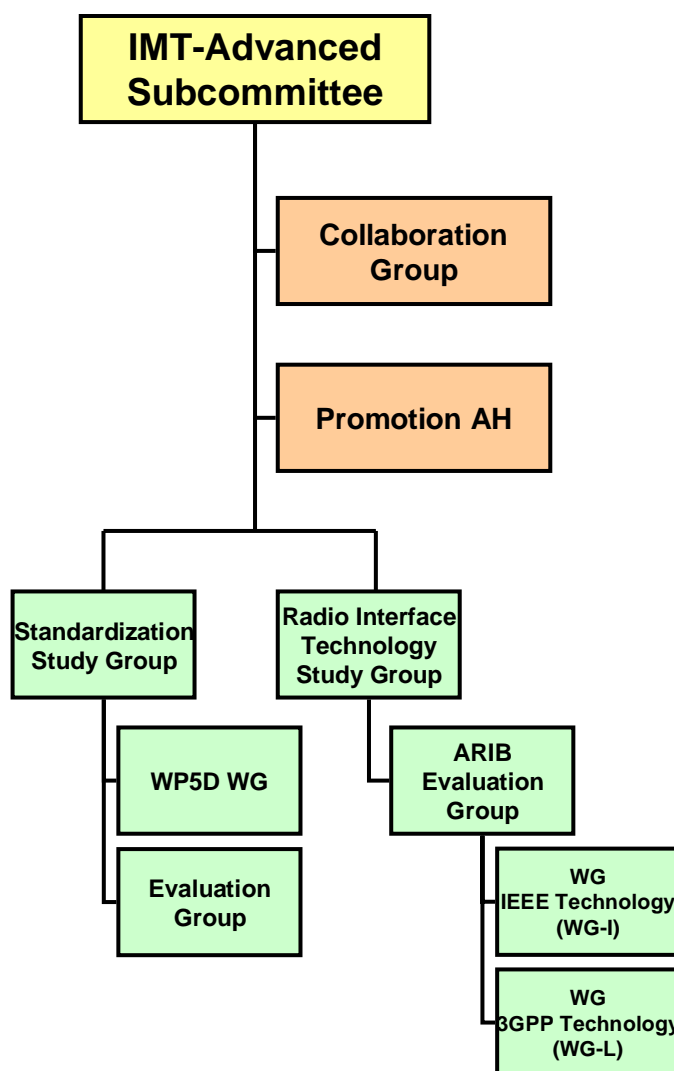 IMT-Advanced
Subcommittee
Collaboration
Group
Promotion AH
Standardization
Study Group
Radio Interface
Technology
Study Group
WP5D WG
Evaluation
Group
ARIB
Evaluation
Group
WG
IEEE Technology
(WG-I)
WG
3GPP Technology
(WG-L)